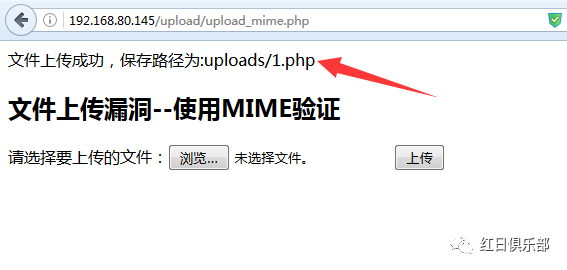 192.168.80.145/upload/upload_mime.php
文件上传成功，保存路径为:uploads/1.php
文件上传漏洞--使用MIME验证
请选择要上传的文件：浏览... 未选择文件。 上传
红日俱乐部